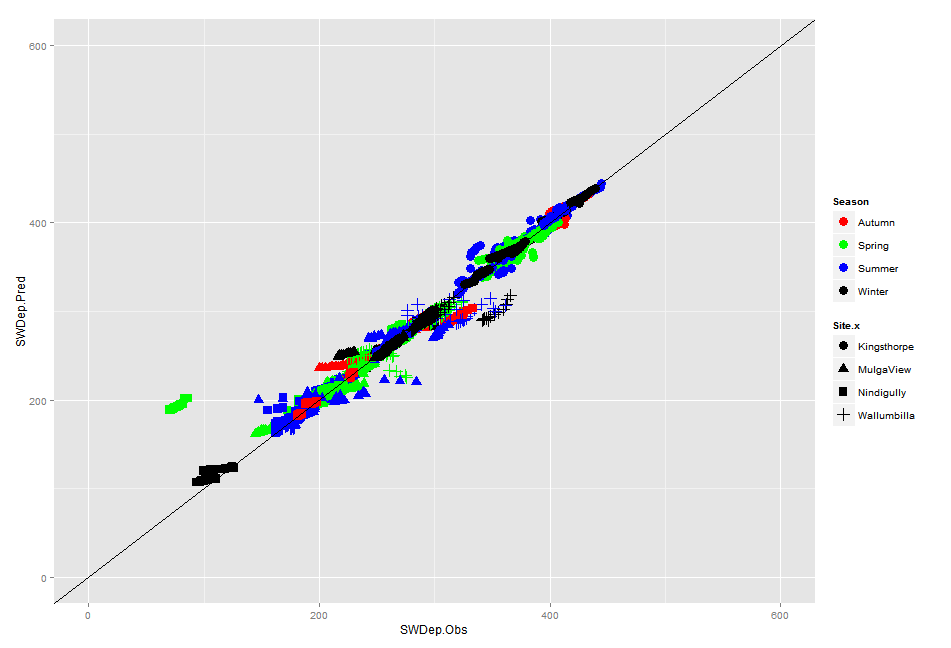 600
400
200
0
SWDep.Pred
0
200
400
600
SWDep.Obs
Season
Autumn
Spring
Summer
Winter
Site.x
Kingsthorpe
MulgaView
Nindigully
Wallumbilla